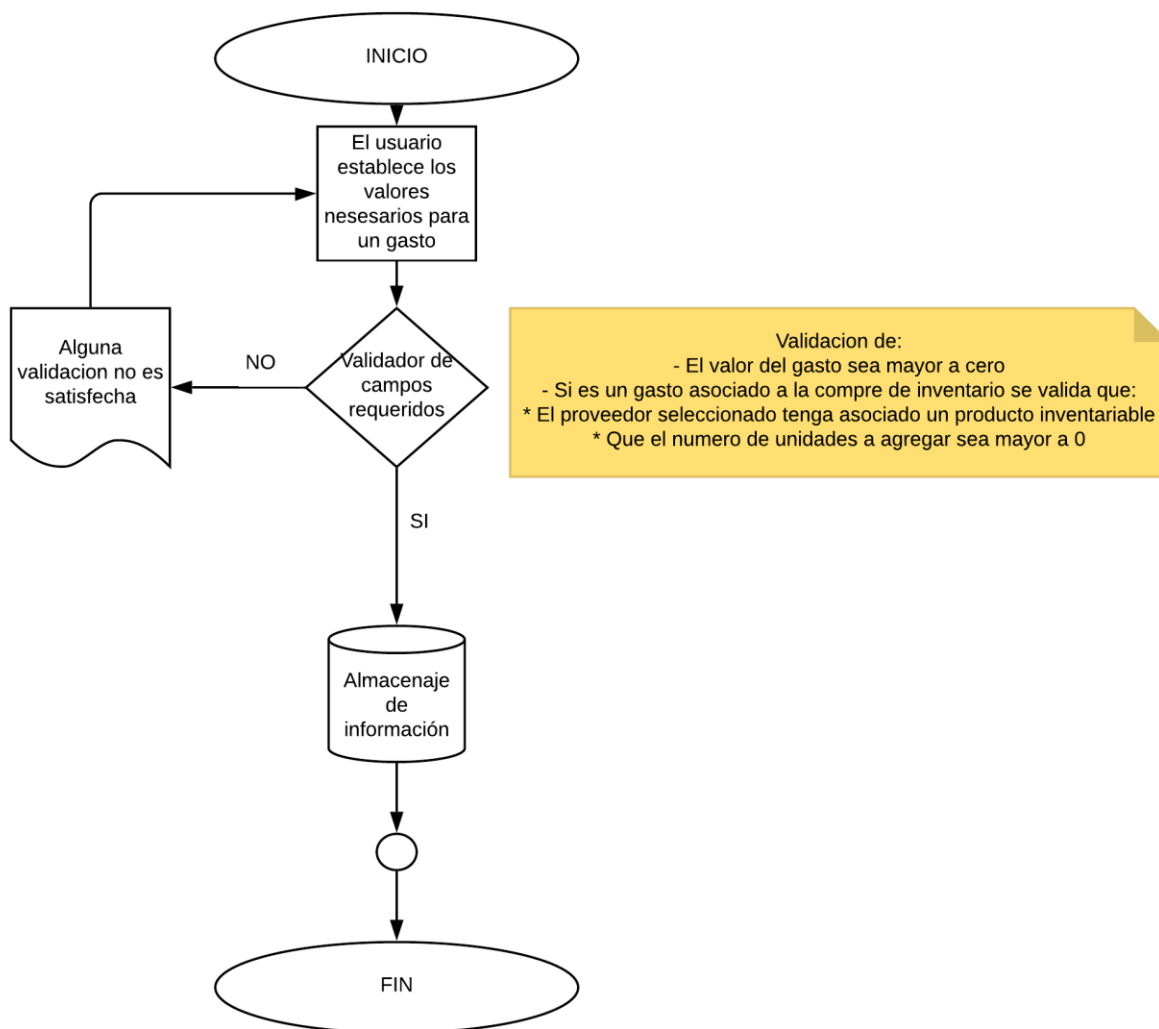 INICIO
El usuario
establece los
valores
nesesarios para
un gasto
Alguna
validacion no es
satisfecha
NO
Validador de
campos
requeridos
Validacion de:
- El valor del gasto sea mayor a cero
- Si es un gasto asociado a la compre de inventario se valida que:
* El proveedor seleccionado tenga asociado un producto inventariable
* Que el numero de unidades a agregar sea mayor a 0
SI
Almacenaje
de
información
FIN